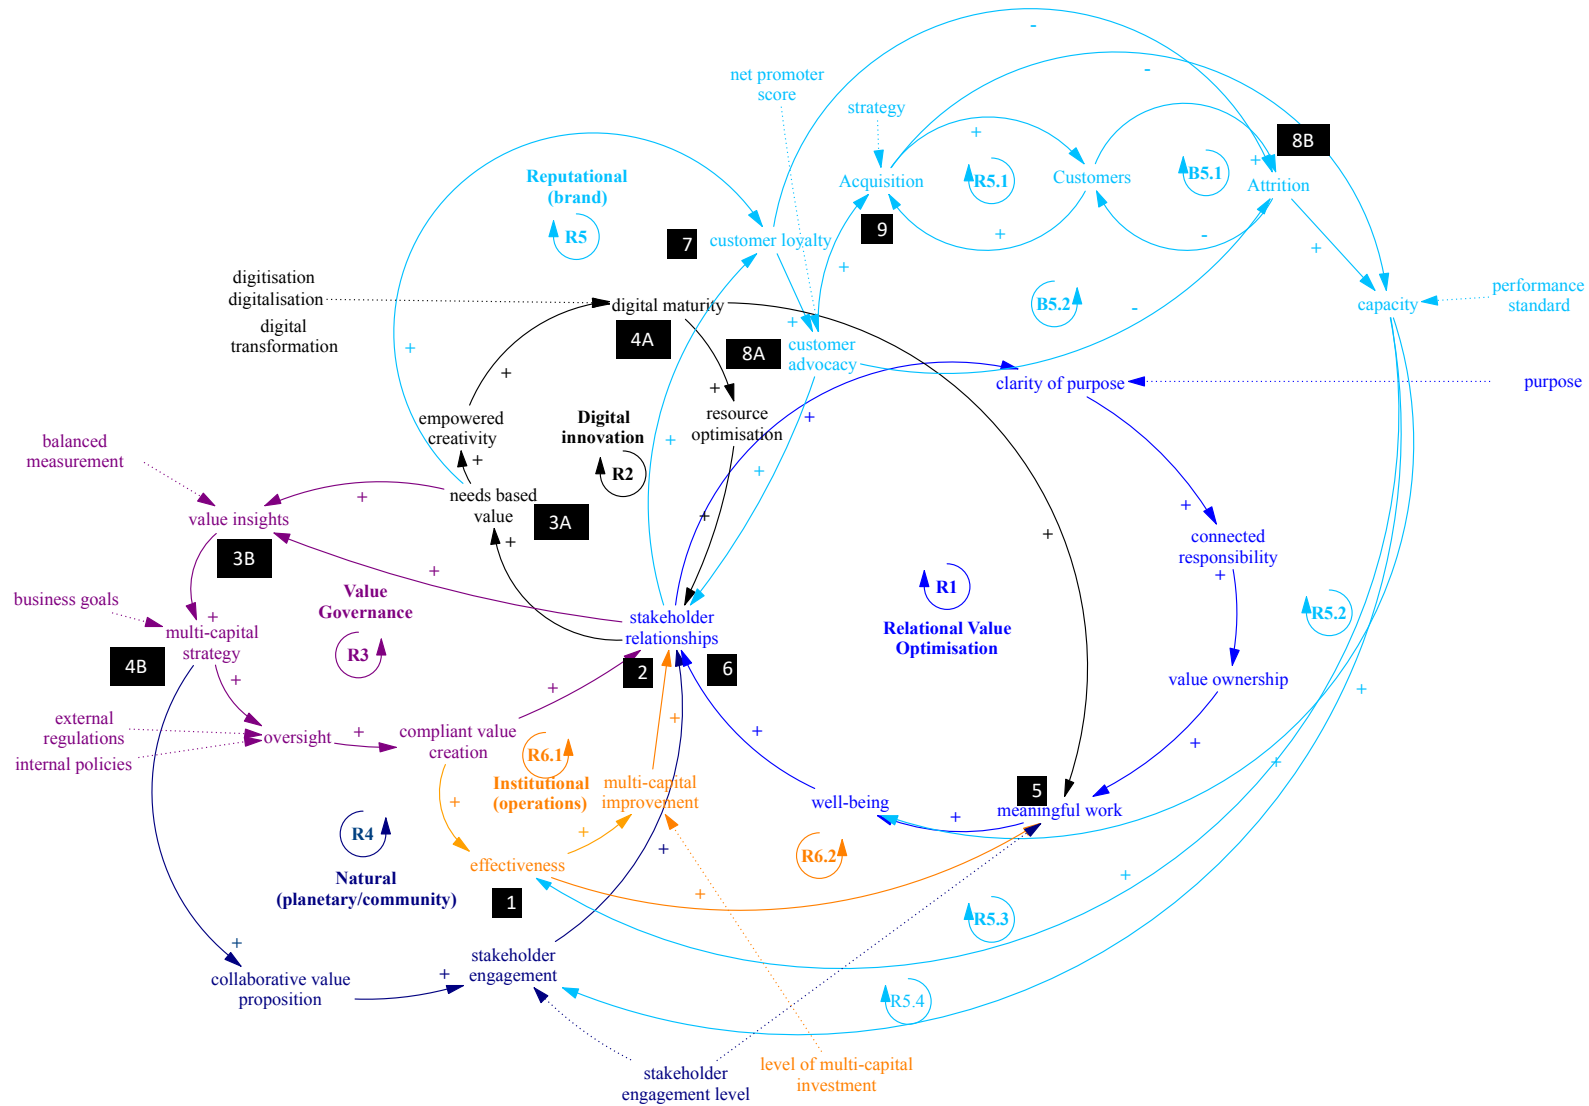 -
net promoter
score
-
strategy
8B
+
+
Reputational
(brand)
R5.1
Customers
B5.1
Acquisition
Attrition
9
R5
7
customer loyalty
+
-
+
+
digitisation
digitalisation
digital maturity
B5.2
-
capacity
performance
standard
digital
transformation
4A
+
8A
customer
advocacy
+
+
+
clarity of purpose
purpose
empowered
creativity
Digital
innovation
resource
optimisation
+
balanced
measurement
+
R2
+
+
needs based
value
+
+
value insights
3A
+
+
connected
responsibility
3B
+
+
+
business goals
Value
Governance
R1
R5.2
+
multi-capital
strategy
stakeholder
relationships
Relational Value
Optimisation
4B
R3
2
6
value ownership
+
+
+
external
regulations
oversight
+
compliant value
creation
+
+
+
internal policies
R6.1
+
Institutional
(operations)
multi-capital
improvement
well-being
5
meaningful work
+
+
R4
+
+
R6.2
effectiveness
Natural
(planetary/community)
+
+
1
R5.3
+
stakeholder
engagement
+
collaborative value
proposition
R5.4
stakeholder
engagement level
level of multi-capital
investment